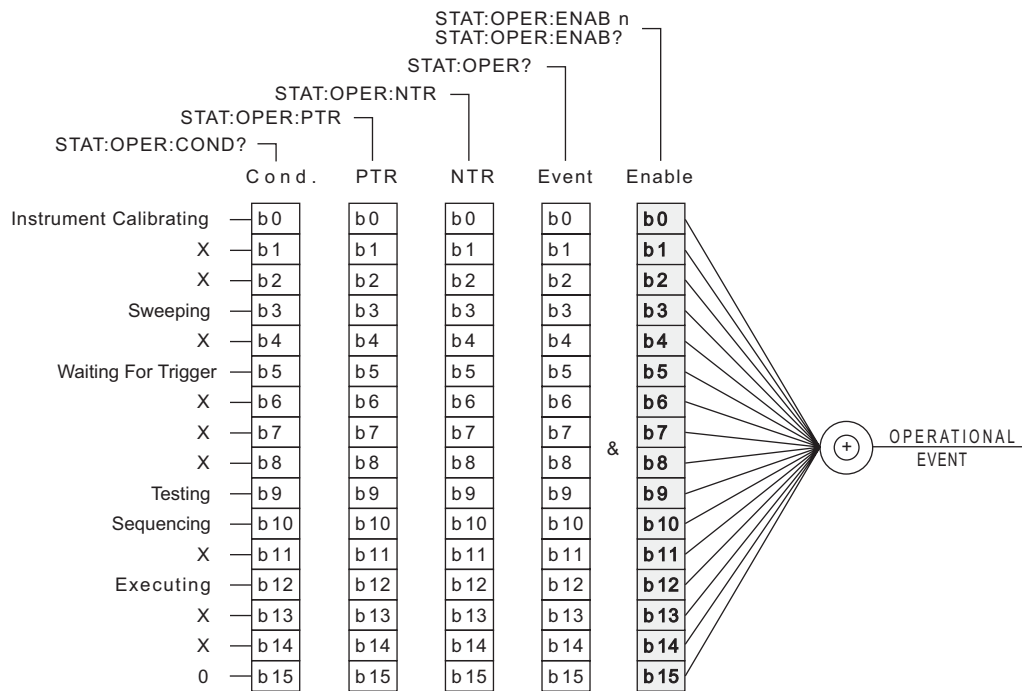 STAT:OPER:ENAB n
STAT:OPER:ENAB?
STAT:OPER?
STAT:OPER:NTR
STAT:OPER:PTR
STAT:OPER:COND?
Cond. PTR NTR Event Enable
Instrument Calibrating b0 b0 b0 b0 b0
X b1 b1 b1 b1 b1
X b2 b2 b2 b2 b2
Sweeping b3 b3 b3 b3 b3
X b4 b4 b4 b4 b4
Waiting For Trigger b5 b5 b5 b5 b5
X b6 b6 b6 b6 b6
X b7 b7 b7 b7 b7
&
X b8 b8 b8 b8 b8
+ OPERATIONAL
EVENT
Testing b9 b9 b9 b9 b9
Sequencing b10 b10 b10 b10 b10
X b11 b11 b11 b11 b11
Executing b12 b12 b12 b12 b12
X b13 b13 b13 b13 b13
X b14 b14 b14 b14 b14
0 b15 b15 b15 b15 b15